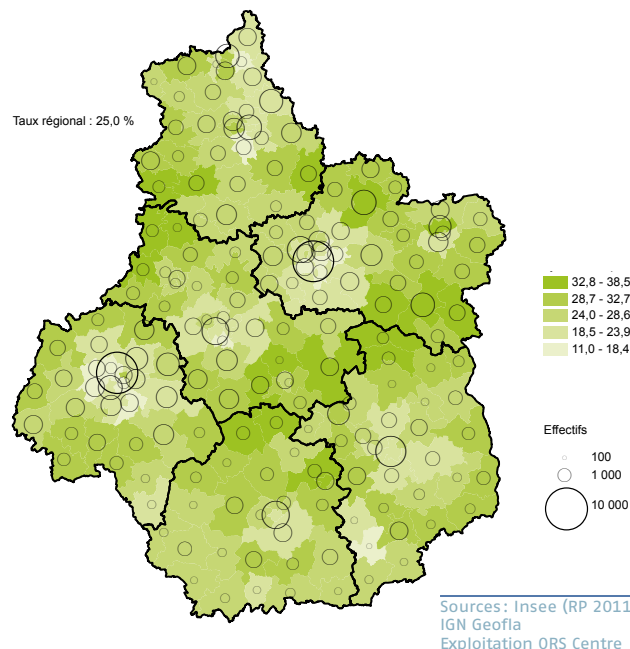 Taux régional : 25,0 %
32,8 - 38,5
28,7 - 32,7
24,0 - 28,6
18,5 - 23,9
11,0 - 18,4
Effectifs
100
1 000
10 000
Sources: Insee (RP 2011
IGN Geofla
Exploitation ORS Centre